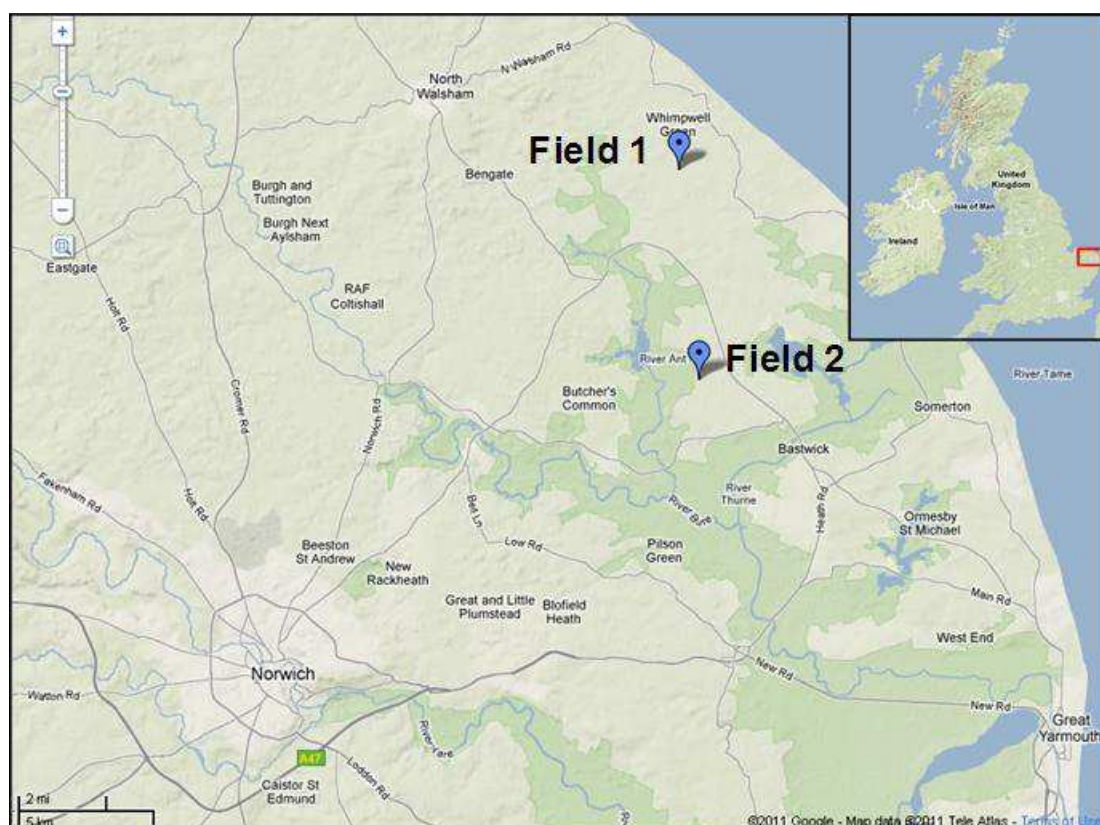 N Walsham Rd
North
Walsham
Whimpwell
Green
Field 1
Bengate
Burgh and
Tuttington
Burgh Next
Aylsham
Eastgate
RAF
Coltishall
Holt Rd
Cromer Rd
Norwich Rd
River Ant
Field 2
Butcher's
Common
Somerton
Bastwick
River Tame
River
Thurne
Heath Rd
Fakenham Rd
Holt Rd
Belt Ln
River Bure
Ormesby
St Michael
Beeston
St Andrew
New
Rackheath
Low Rd
Pilson
Green
Great and Little
Plumstead
Blofield
Heath
Main Rd
West End
Norwich
New Rd
New Rd
Watton Rd
Great
Yarmouth
River Yare
A47
Loddon Rd
Caistor St
Edmund
2 mi
5 km
©2011 Google - Map data ©2011 Tele Atlas - Terms of Use
United
Kingdom
Isle of Man
Ireland